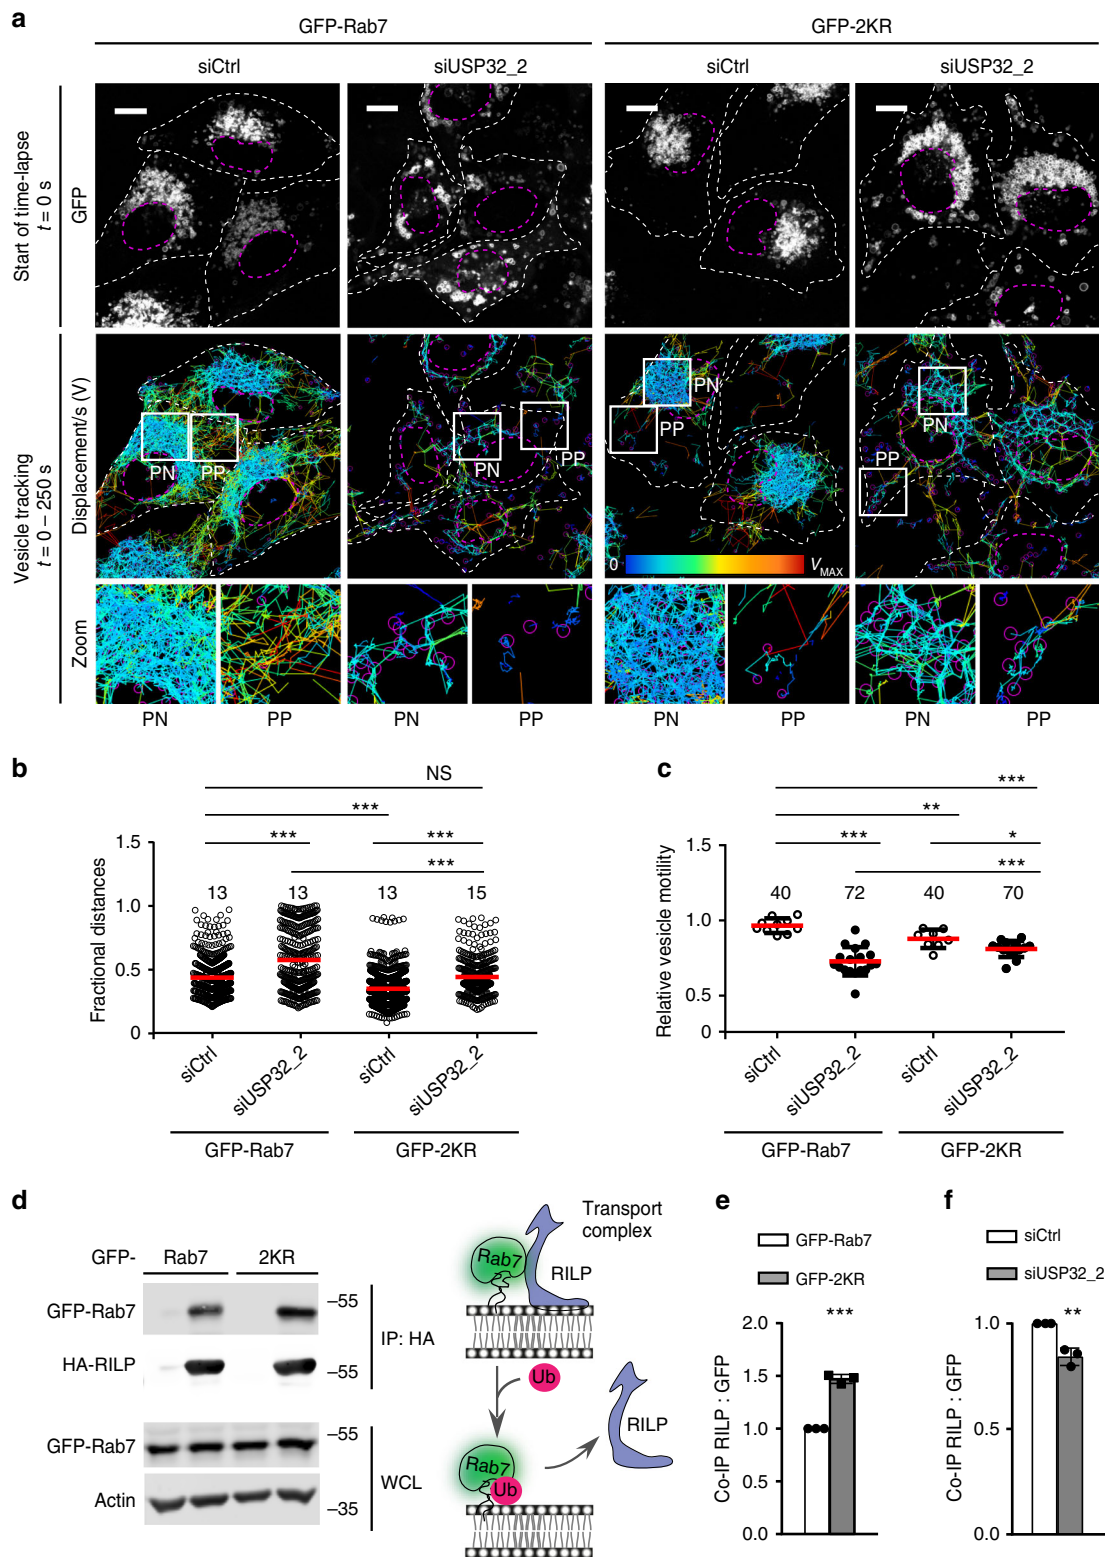 a
GFP-Rab7
GFP-2KR
siCtrl
siUSP32_2
siCtrl
siUSP32_2
Start of time-lapse
t = 0 s
GFP
Vesicle tracking
t = 0 – 250 s
Displacement/s (V)
PN
PP
PN
PP
PN
PP
PN
PP
0
VMAX
Zoom
PN
PP
PN
PP
PN
PP
PN
PP
b
NS
***
***
***
***
Fractional distances
1.5
1.0
0.5
0
13
13
13
15
siCtrl
siUSP32_2
siCtrl
siUSP32_2
GFP-Rab7
GFP-2KR
c
***
**
***
*
***
Relative vesicle motility
1.5
1.0
0.5
0
40
72
40
70
siCtrl
siUSP32_2
siCtrl
siUSP32_2
GFP-Rab7
GFP-2KR
d
GFP-
Rab7
2KR
GFP-Rab7
–55
HA-RILP
–55
IP: HA
GFP-Rab7
–55
Actin
–35
WCL
Transport
complex
Rab7
RILP
Ub
Rab7
Ub
RILP
e
GFP-Rab7
GFP-2KR
***
Co-IP RILP : GFP
2.0
1.5
1.0
0.5
0.0
f
siCtrl
siUSP32_2
**
Co-IP RILP : GFP
1.0
0.5
0.0